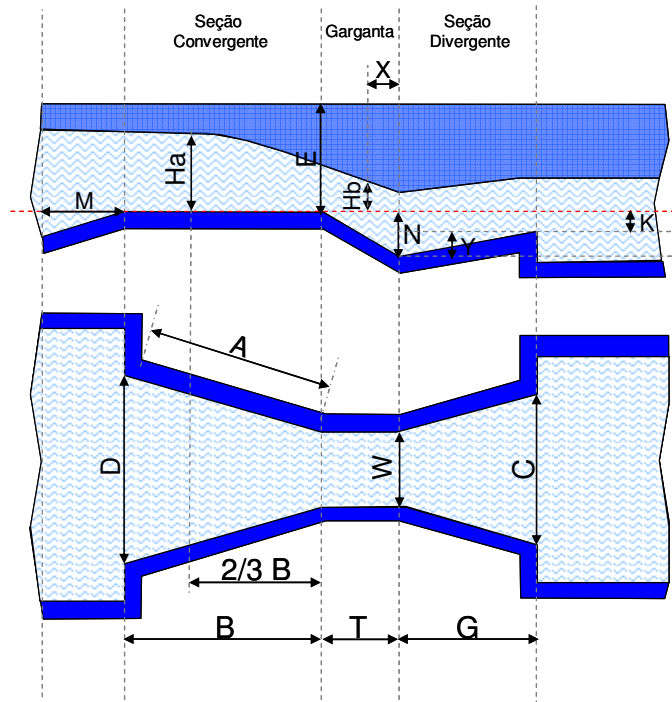 Seção
Convergente
Garganta
Seção
Divergente
X
E
Ha
Hb
M
N
K
Y
A
D
W
C
2/3 B
B
T
G